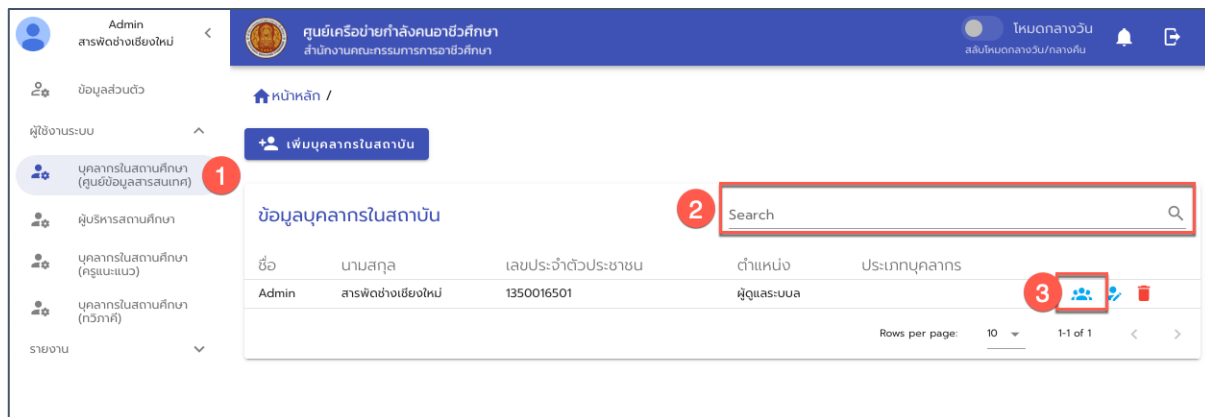 Admin
สารพัดช่างเชียงใหม่
ศูนย์เครือข่ายกำลังคนอาชีวศึกษา
สำนักงานคณะกรรมการการอาชีวศึกษา
โหมดกลางวัน
สลับโหมดกลางวัน/กลางคืน
ข้อมูลส่วนตัว
ผู้ใช้งานระบบ
บุคลากรในสถานศึกษา
(ศูนย์ข้อมูลสารสนเทศ)
1
ผู้บริหารสถานศึกษา
บุคลากรในสถานศึกษา
(ครูแนะแนว)
บุคลากรในสถานศึกษา
(ทวิภาคี)
รายงาน
หน้าหลัก /
เพิ่มบุคลากรในสถาบัน
ข้อมูลบุคลากรในสถาบัน
2
Search
ชื่อ นามสกุล เลขประจำตัวประชาชน ตำแหน่ง ประเภทบุคลากร
Admin สารพัดช่างเชียงใหม่ 1350016501 ผู้ดูแลระบบล
3
Rows per page: 10 1-1 of 1